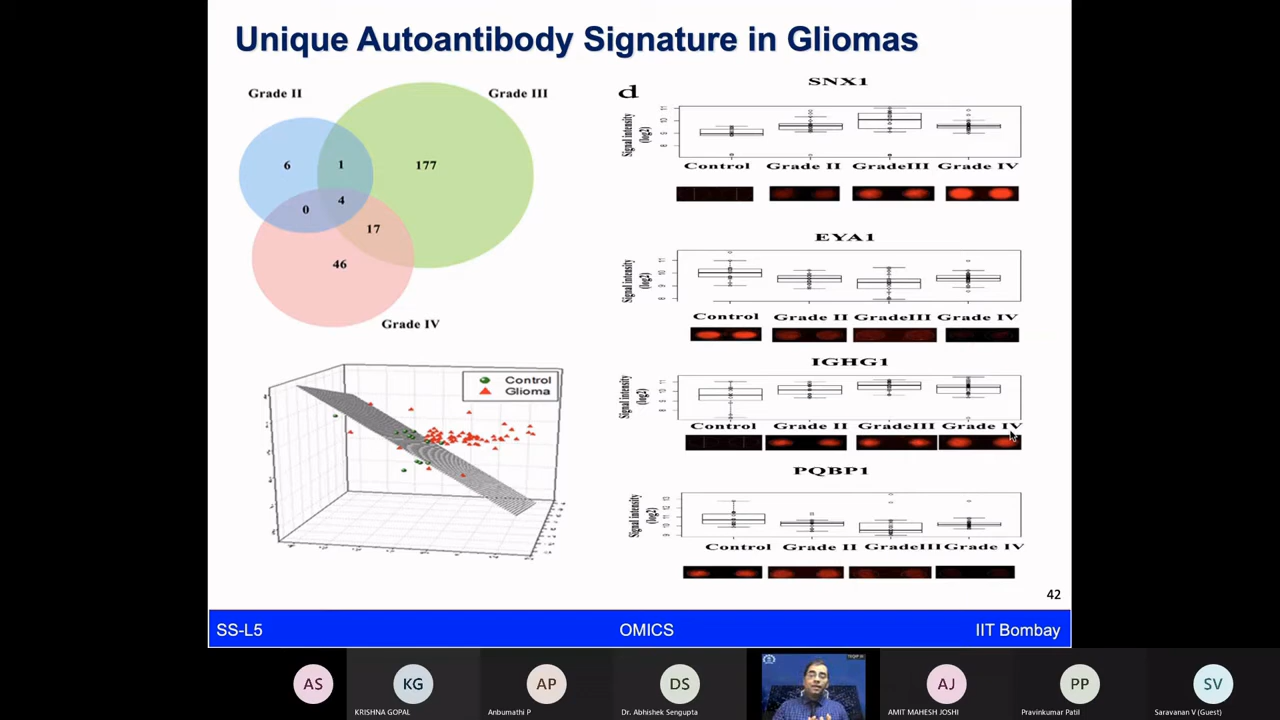 Unique Autoantibody Signature in Gliomas
Grade II
Grade III
6
1
177
0
4
17
46
Grade IV
Control
Glioma
d
SNX1
Signal intensity
(log2)
Control Grade II GradeIII Grade IV
EYA1
Signal intensity
(log2)
Control Grade II GradeIII Grade IV
IGHG1
Signal intensity
(log2)
Control Grade II GradeIII Grade IV
PQBP1
Signal intensity
(log2)
Control Grade II GradeIII Grade IV
42
SS-L5 OMICS IIT Bombay
AS KG AP DS AJ PP SV
KRISHNA GOPAL Anbumathi P Dr. Abhishek Sengupta AMIT MAHESH JOSHI Pravinkumar Patil Saravanan V (Guest)